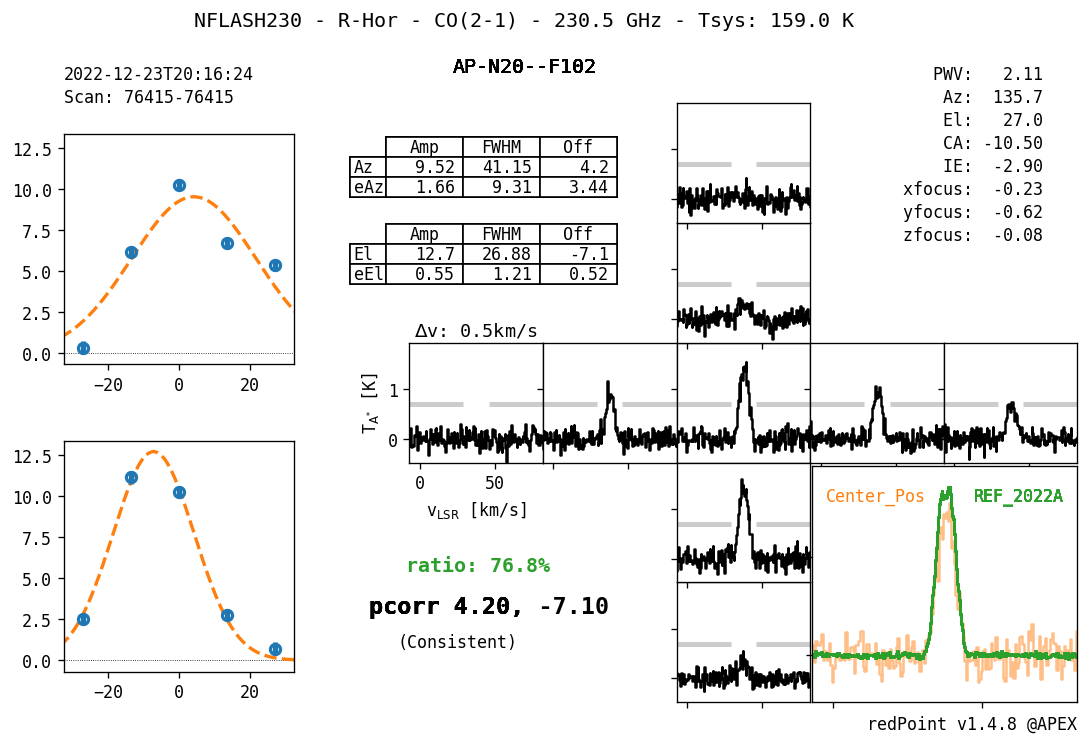 NFLASH230 - R-Hor - CO(2-1) - 230.5 GHz - Tsys: 159.0 K
AP-N20--F102
2022-12-23T20:16:24
Scan: 76415-76415
PWV: 2.11
Az: 135.7
El: 27.0
CA: -10.50
IE: -2.90
xfocus: -0.23
yfocus: -0.62
zfocus: -0.08
12.5
10.0
7.5
5.0
2.5
0.0
−20 0 20
Amp FWHM Off
Az 9.52 41.15 4.2
eAz 1.66 9.31 3.44
Amp FWHM Off
El 12.7 26.88 -7.1
eEl 0.55 1.21 0.52
Δv: 0.5km/s
T_A* [K]
1
0
0 50
v_LSR [km/s]
12.5
10.0
7.5
5.0
2.5
0.0
−20 0 20
ratio: 76.8%
pcorr 4.20, -7.10
(Consistent)
Center_Pos REF_2022A
redPoint v1.4.8 @APEX